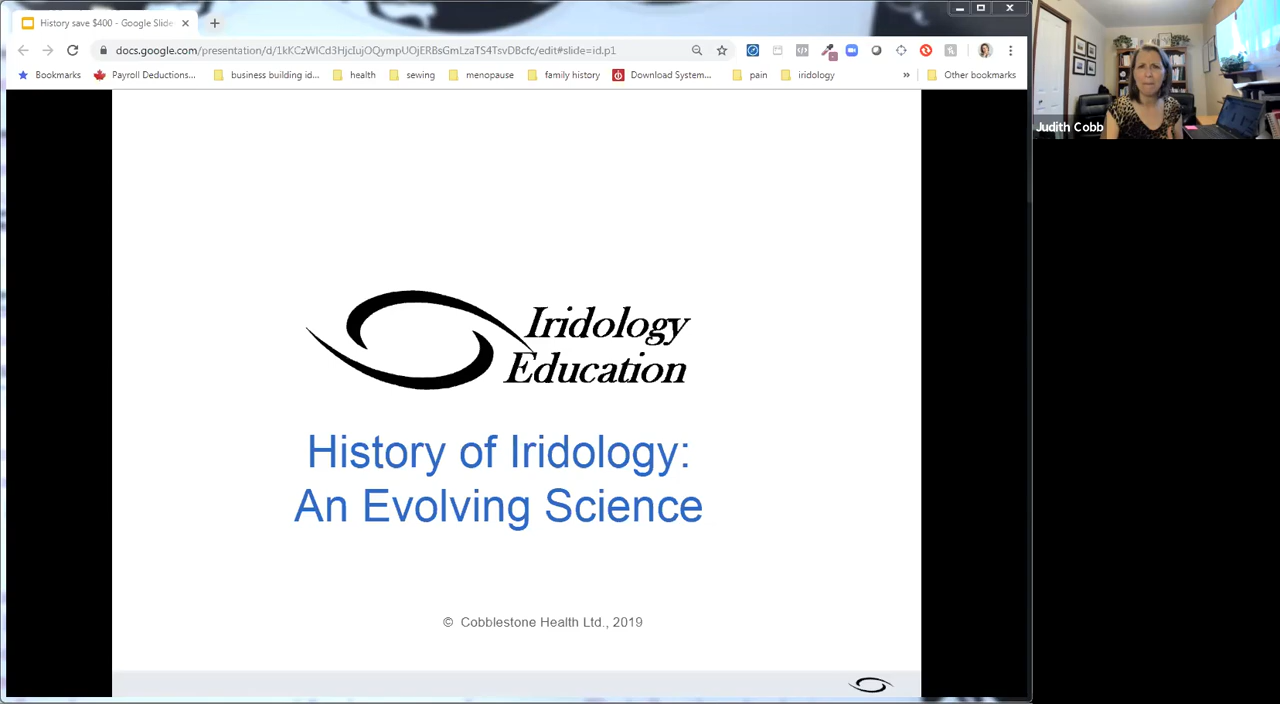 History save $400 - Google Slide
docs.google.com/presentation/d/1kKCzWlCd3HjcIujOQympUOjERBsGmLzaTS4TsvDBcfc/edit#slide=id.p1
Bookmarks
Payroll Deductions...
business building id...
health
sewing
menopause
family history
Download System...
pain
iridology
Other bookmarks
Judith Cobb
Iridology
Education
History of Iridology:
An Evolving Science
© Cobblestone Health Ltd., 2019